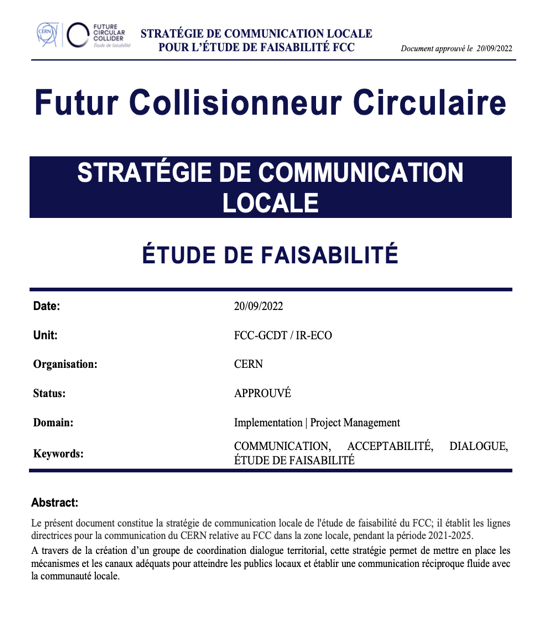 CERN
FUTURE
CIRCULAR
COLLIDER
Étude de faisabilité
STRATÉGIE DE COMMUNICATION LOCALE
POUR L'ÉTUDE DE FAISABILITÉ FCC
Document approuvé le 20/09/2022
Futur Collisionneur Circulaire
STRATÉGIE DE COMMUNICATION
LOCALE
ÉTUDE DE FAISABILITÉ
Date: 20/09/2022
Unit: FCC-GCDT / IR-ECO
Organisation: CERN
Status: APPROUVÉ
Domain: Implementation | Project Management
Keywords: COMMUNICATION, ACCEPTABILITÉ, DIALOGUE,
ÉTUDE DE FAISABILITÉ
Abstract:
Le présent document constitue la stratégie de communication locale de l'étude de faisabilité du FCC; il établit les lignes
directrices pour la communication du CERN relative au FCC dans la zone locale, pendant la période 2021-2025.
A travers de la création d'un groupe de coordination dialogue territorial, cette stratégie permet de mettre en place les
mécanismes et les canaux adéquats pour atteindre les publics locaux et établir une communication réciproque fluide avec
la communauté locale.